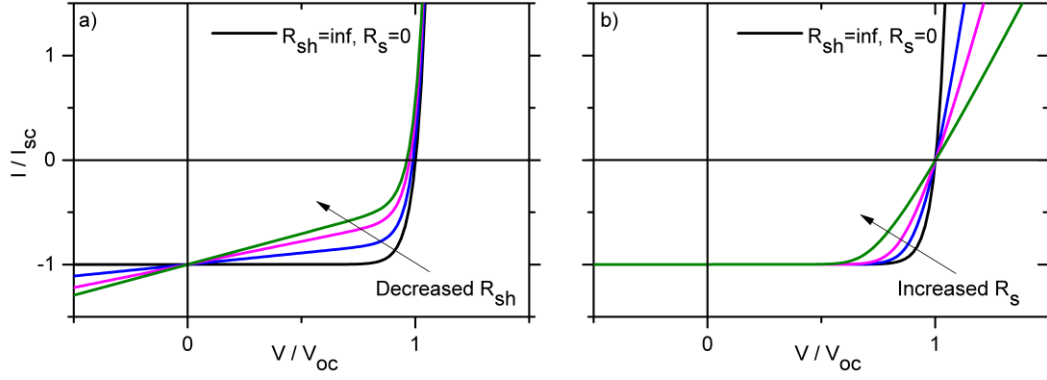 a)
R_sh=inf, R_s=0
1
0
-1
I / I_sc
Decreased R_sh
0
1
V / V_oc
b)
R_sh=inf, R_s=0
Increased R_s
0
1
V / V_oc